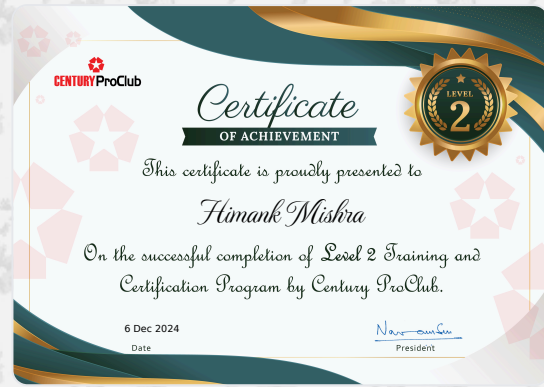 CENTURY ProClub
Certificate
OF ACHIEVEMENT
LEVEL
2
This certificate is proudly presented to
Himank Mishra
On the successful completion of Level 2 Training and
Certification Program by Century ProClub.
6 Dec 2024
Date
President